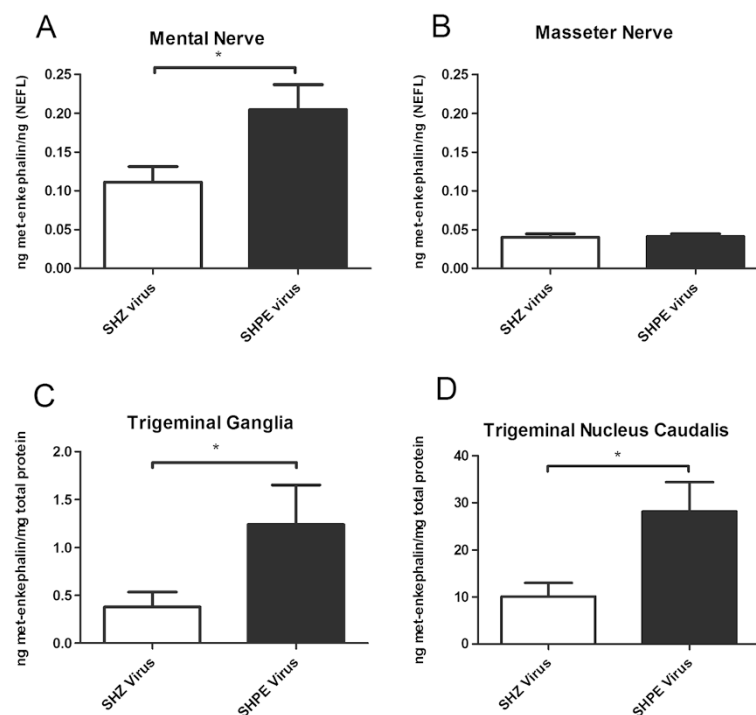 A
Mental Nerve
*
ng met-enkephalin/ng (NEFL)
0.25
0.20
0.15
0.10
0.05
0.00
SHZ virus
SHPE virus
B
Masseter Nerve
ng met-enkephalin/ng (NEFL)
0.25
0.20
0.15
0.10
0.05
0.00
SHZ virus
SHPE virus
C
Trigeminal Ganglia
*
ng met-enkephalin/mg total protein
2.0
1.5
1.0
0.5
0.0
SHZ Virus
SHPE Virus
D
Trigeminal Nucleus Caudalis
*
ng met-enkephalin/mg total protein
40
30
20
10
0
SHZ Virus
SHPE Virus